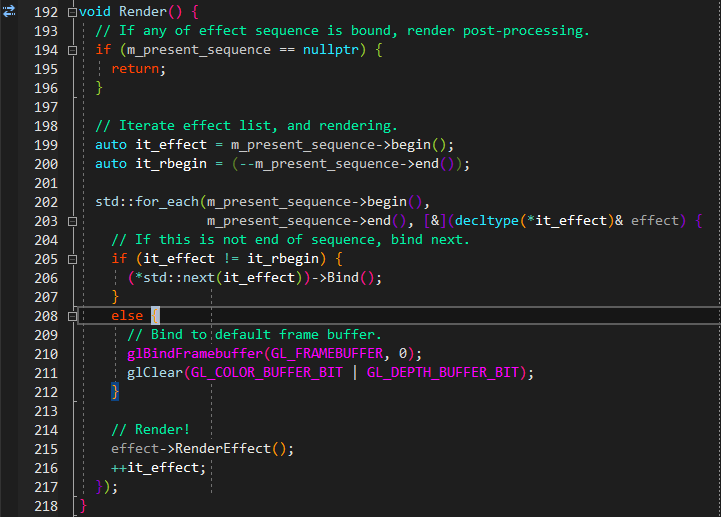 192 void Render() {
193 // If any of effect sequence is bound, render post-processing.
194 if (m_present_sequence == nullptr) {
195 return;
196 }
197
198 // Iterate effect list, and rendering.
199 auto it_effect = m_present_sequence->begin();
200 auto it_rbegin = (--m_present_sequence->end());
201
202 std::for_each(m_present_sequence->begin(),
203 m_present_sequence->end(), [&](decltype(*it_effect)& effect) {
204 // If this is not end of sequence, bind next.
205 if (it_effect != it_rbegin) {
206 (*std::next(it_effect))->Bind();
207 }
208 else {
209 // Bind to default frame buffer.
210 glBindFramebuffer(GL_FRAMEBUFFER, 0);
211 glClear(GL_COLOR_BUFFER_BIT | GL_DEPTH_BUFFER_BIT);
212 }
213
214 // Render!
215 effect->RenderEffect();
216 ++it_effect;
217 });
218 }